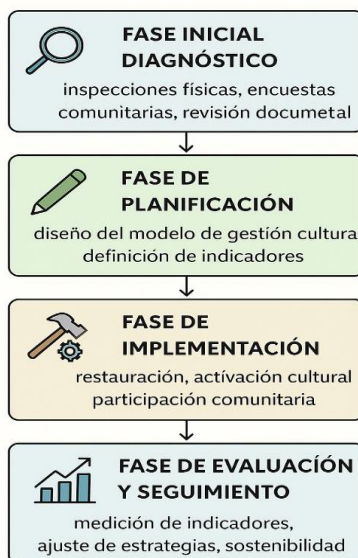 FASE INICIAL
DIAGNÓSTICO
inspecciones físicas, encuestas
comunitarias, revisión documetal
FASE DE
PLANIFICACIÓN
diseño del modelo de gestión cultura
definición de indicadores
FASE DE
IMPLEMENTACIÓN
restauración, activación cultural
participación comunitaria
FASE DE EVALUACÍÓN
Y SEGUIMIENTO
medición de indicadores,
ajuste de estrategias, sostenibilidad